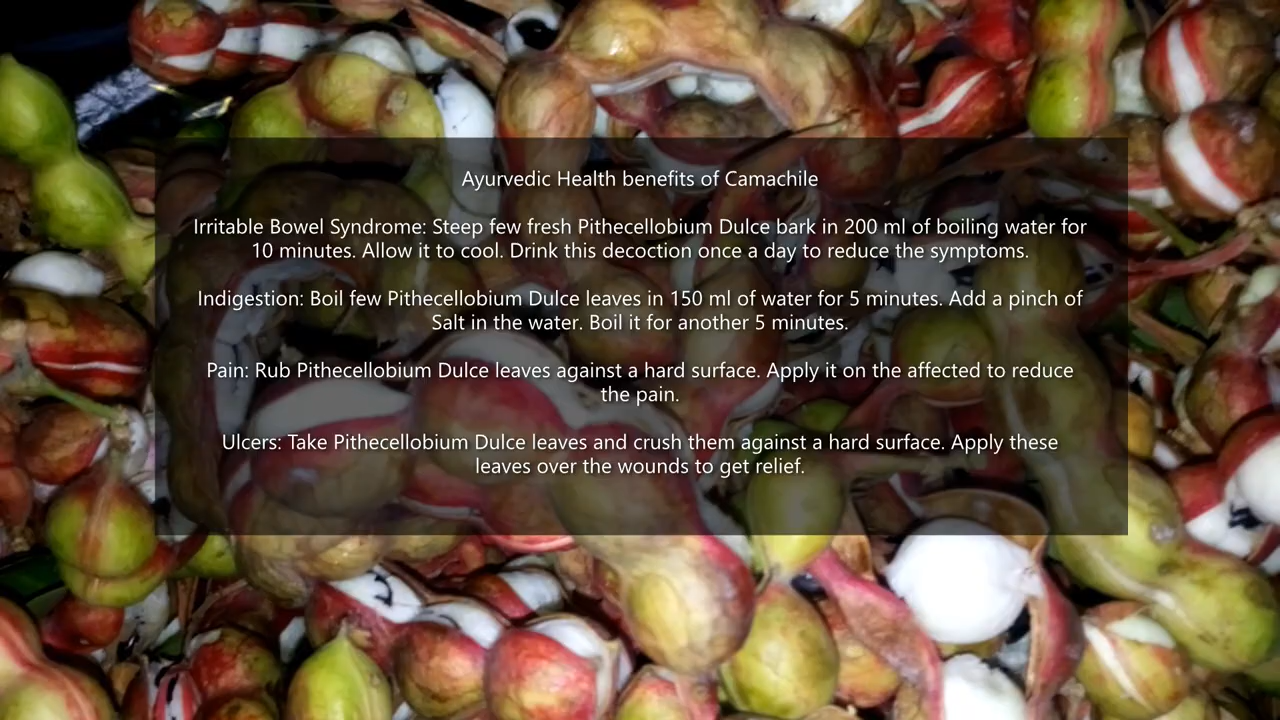 Ayurvedic Health benefits of Camachile
Irritable Bowel Syndrome: Steep few fresh Pithecellobium Dulce bark in 200 ml of boiling water for
10 minutes. Allow it to cool. Drink this decoction once a day to reduce the symptoms.
Indigestion: Boil few Pithecellobium Dulce leaves in 150 ml of water for 5 minutes. Add a pinch of
Salt in the water. Boil it for another 5 minutes.
Pain: Rub Pithecellobium Dulce leaves against a hard surface. Apply it on the affected to reduce
the pain.
Ulcers: Take Pithecellobium Dulce leaves and crush them against a hard surface. Apply these
leaves over the wounds to get relief.